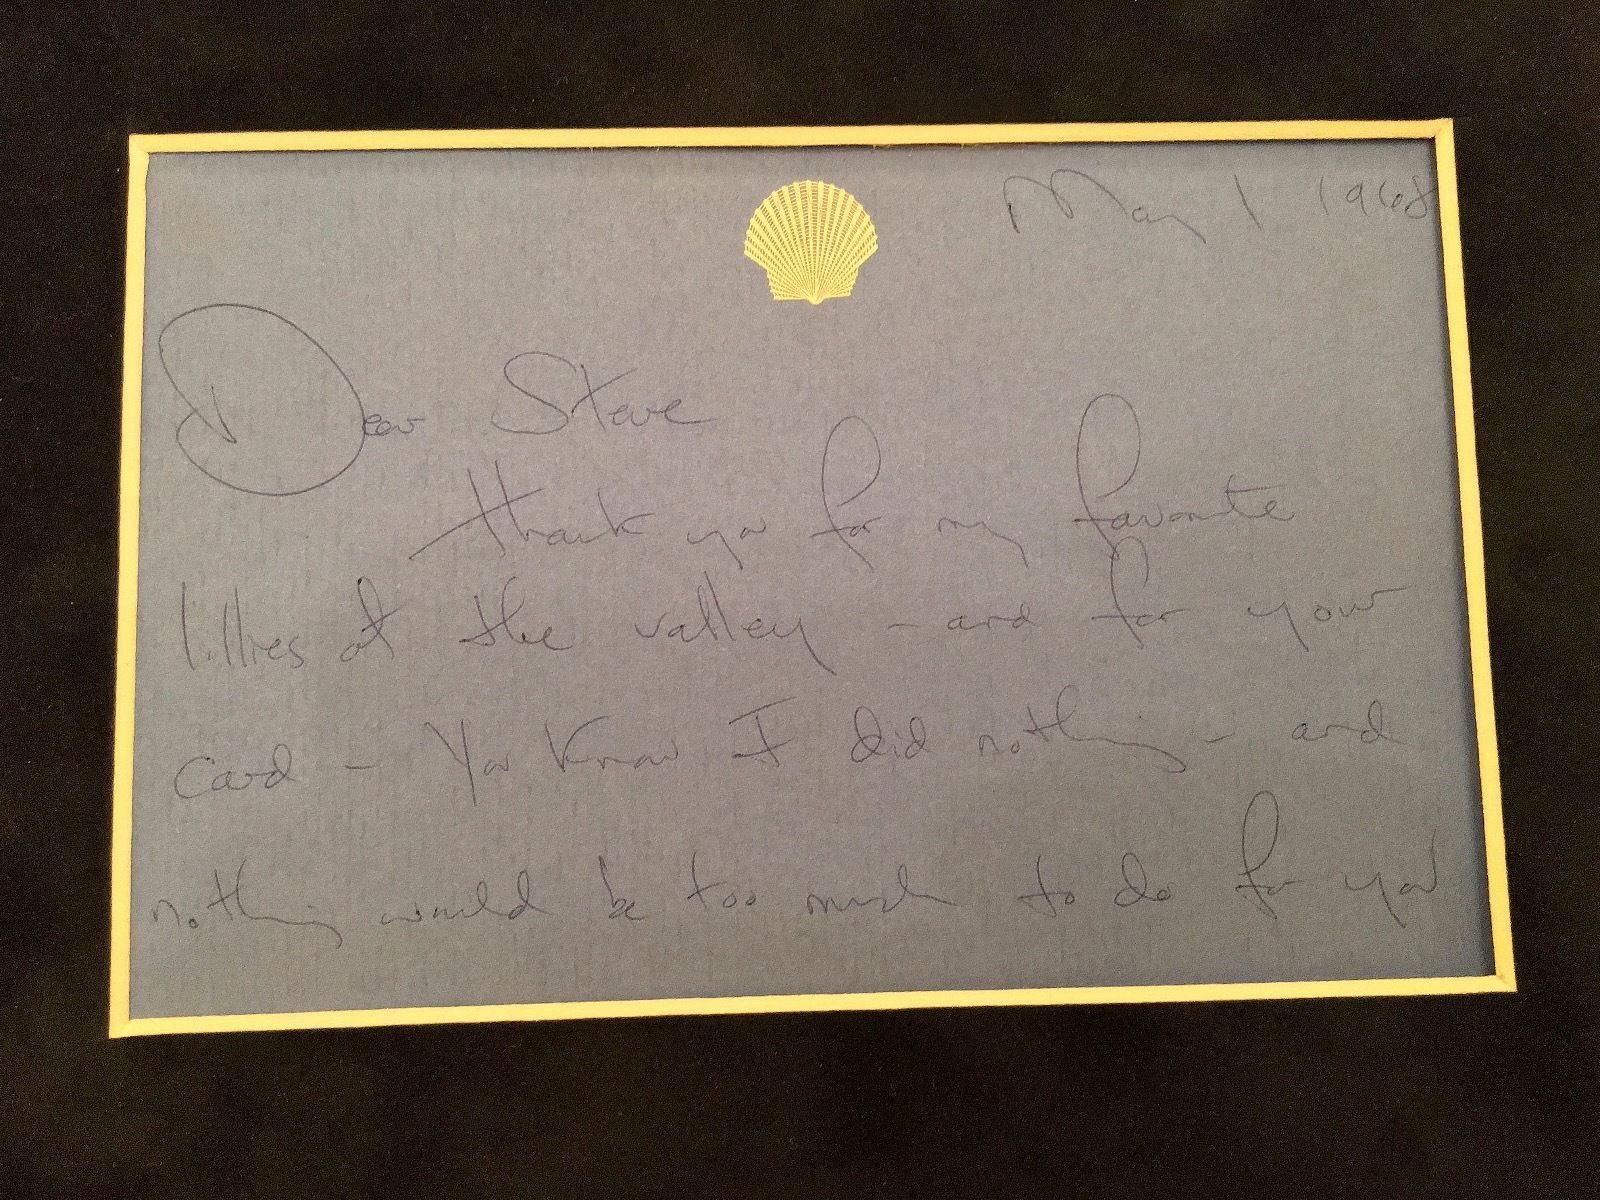 May 1 1968
Dear Steve
thank you for my favorite
lillies of the valley - and for your
card - You know I did nothing - and
nothing would be too much to do for you